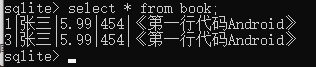 sqlite> select * from book;
1|张三|5.99|454|《第一行代码Android》
3|张三|5.99|454|《第一行代码Android》
sqlite>